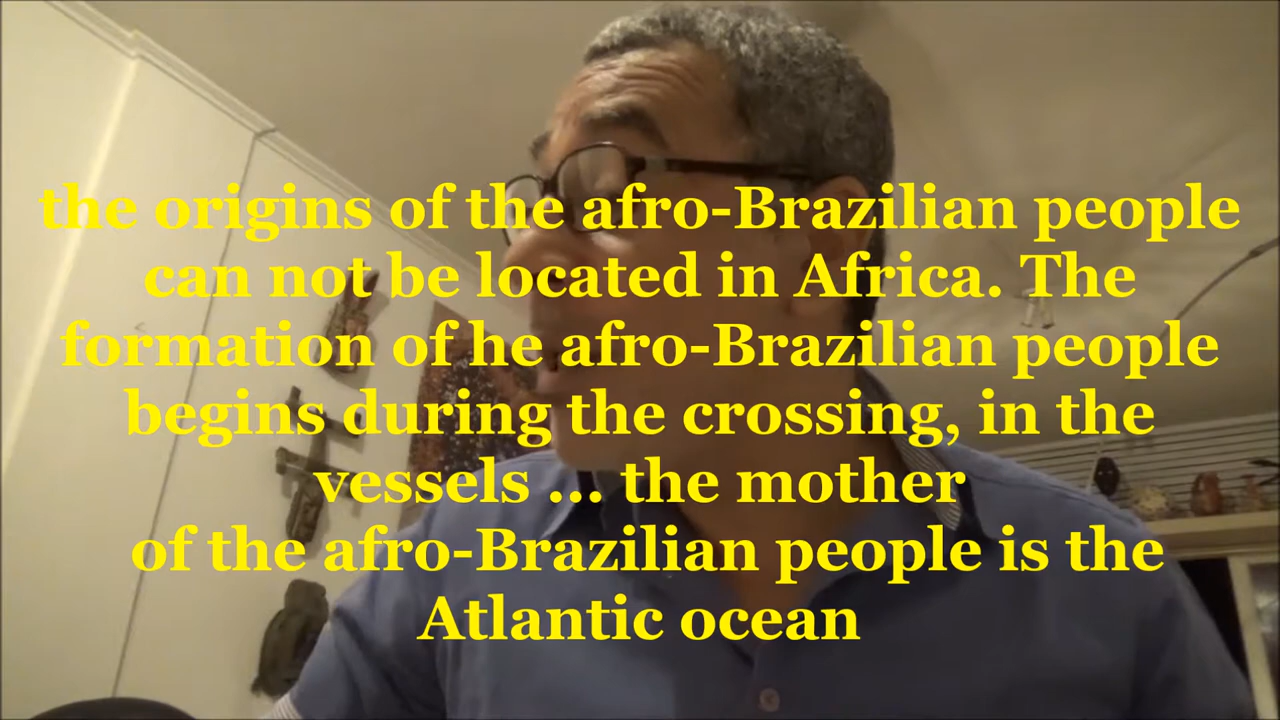 the origins of the afro-Brazilian people
can not be located in Africa. The
formation of he afro-Brazilian people
begins during the crossing, in the
vessels ... the mother
of the afro-Brazilian people is the
Atlantic ocean